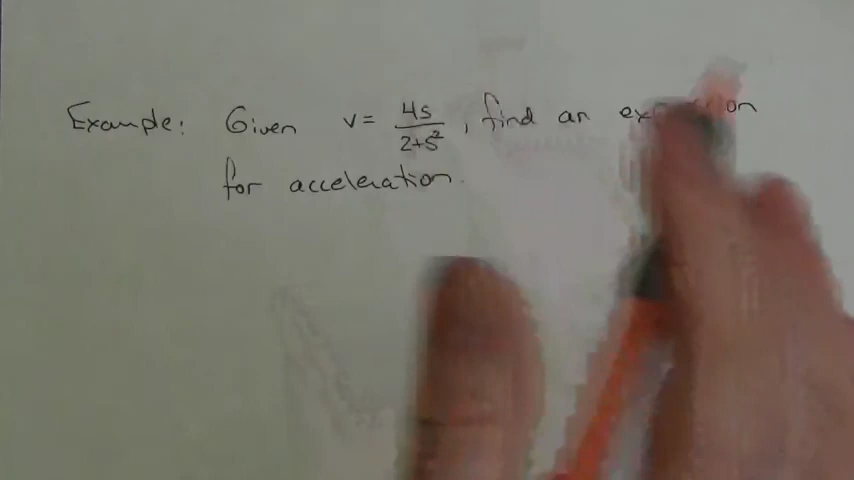 Example: Given v= 4s/2+s², find an
for acceleration.